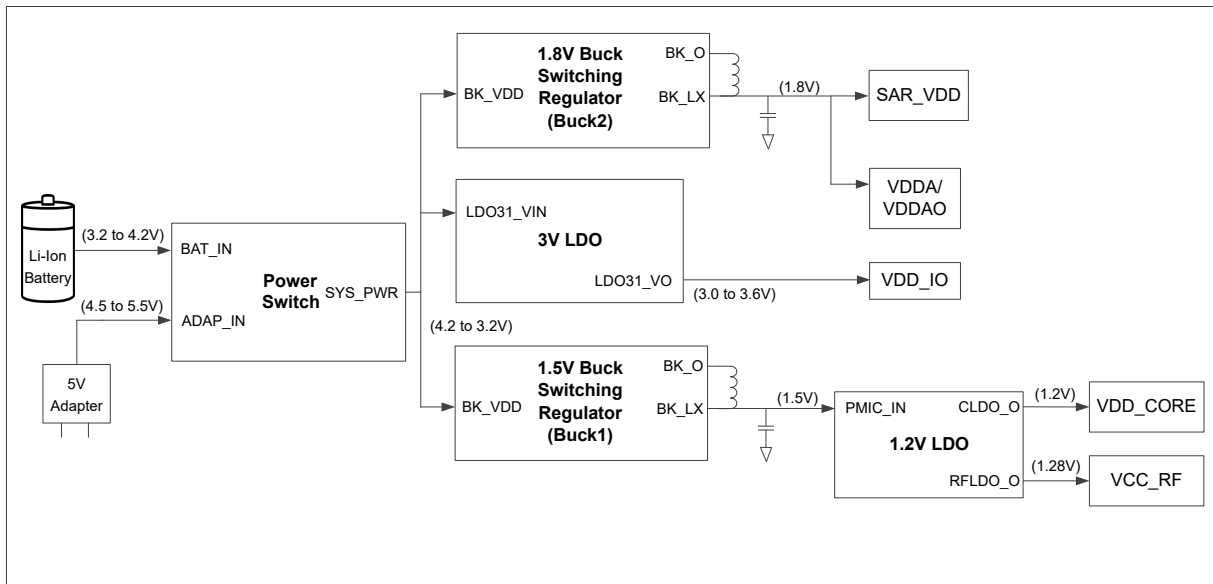 Li-Ion
Battery
(3.2 to 4.2V)
(4.5 to 5.5V)
5V
Adapter
BAT_IN
ADAP_IN
Power
Switch
SYS_PWR
(4.2 to 3.2V)
1.8V Buck
Switching
Regulator
(Buck2)
BK_VDD
BK_O
BK_LX
(1.8V)
SAR_VDD
VDDA/
VDDAO
LDO31_VIN
3V LDO
LDO31_VO
(3.0 to 3.6V)
VDD_IO
1.5V Buck
Switching
Regulator
(Buck1)
BK_VDD
BK_O
BK_LX
(1.5V)
PMIC_IN
CLDO_O
1.2V LDO
RFLDO_O
(1.2V)
VDD_CORE
(1.28V)
VCC_RF